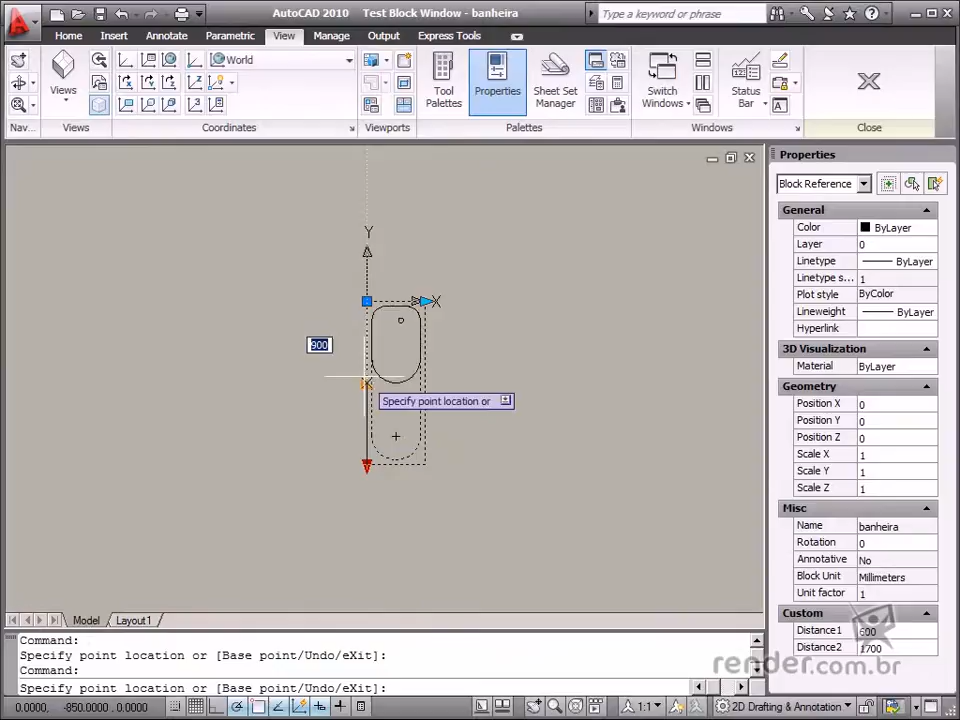 AutoCAD 2010 Test Block Window - banheira
Type a keyword or phrase
Home Insert Annotate Parametric View Manage Output Express Tools
World
Views
Tool Palettes
Properties
Sheet Set Manager
Switch Windows
Status Bar
Nav... Views Coordinates Viewports Palettes Windows Close
Properties
Block Reference
General
Color ByLayer
Layer 0
Linetype ByLayer
Linetype s... 1
Plot style ByColor
Lineweight ByLayer
Hyperlink
3D Visualization
Material ByLayer
Geometry
Position X 0
Position Y 0
Position Z 0
Scale X 1
Scale Y 1
Scale Z 1
Misc
Name banheira
Rotation 0
Annotative No
Block Unit Millimeters
Unit factor 1
Custom
Distance1 600
Distance2 1700
render.com.br
Y
X
900
Specify point location or
Model Layout1
Command:
Specify point location or [Base point/Undo/eXit]:
Command:
Specify point location or [Base point/Undo/eXit]:
0.0000, -850.0000, 0.0000
1:1
2D Drafting & Annotation